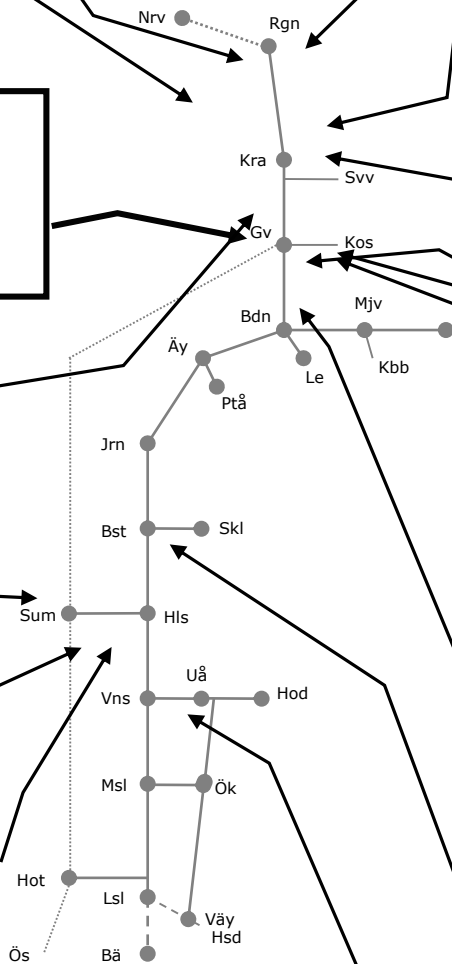 Nrv
Rgn
Kra
Svv
Gv
Kos
Bdn
Mjv
Äy
Le
Kbb
Ptå
Jrn
Bst
Skl
Sum
Hls
Uå
Vns
Hod
Msl
Ök
Hot
Lsl
Väy
Hsd
Ös
Bä